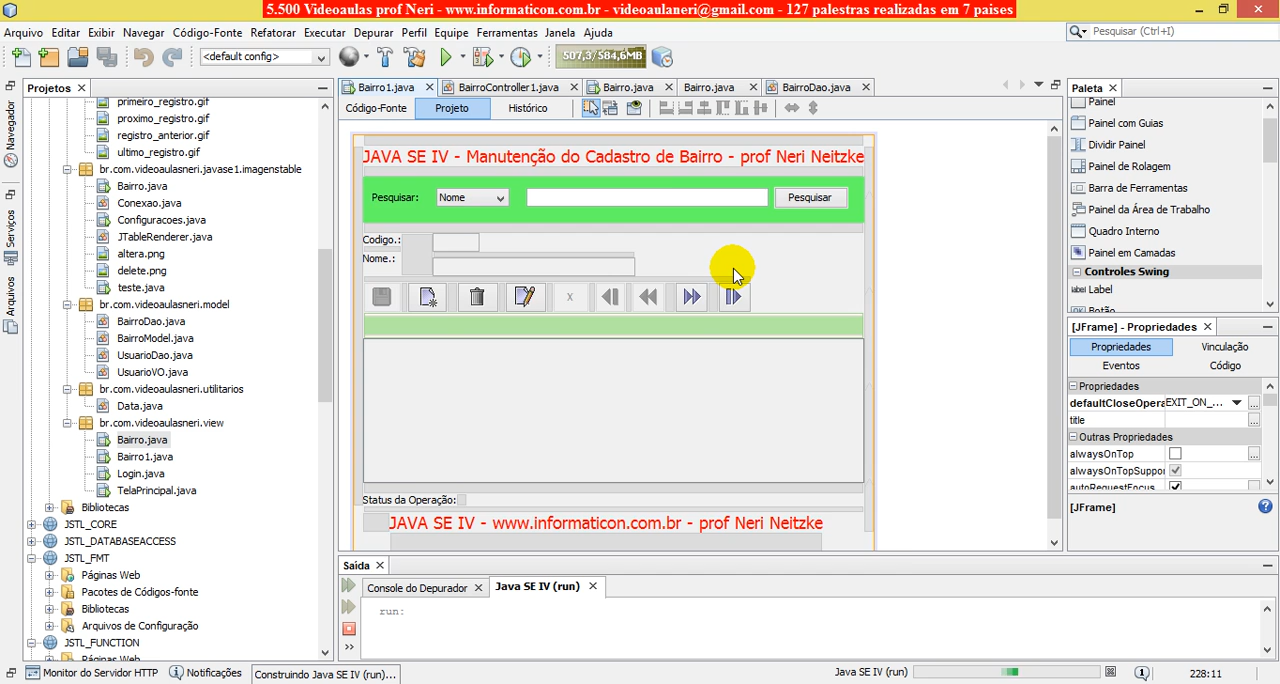 5.500 Videoaulas prof Neri - www.informaticon.com.br - videoaulaneri@gmail.com - 127 palestras realizadas em 7 paises
Arquivo Editar Exibir Navegar Código-Fonte Refatorar Executar Depurar Perfil Equipe Ferramentas Janela Ajuda
Pesquisar (Ctrl+I)
<default config>
507,3/584,6MB
Projetos
Bairro1.java
BairroController1.java
Bairro.java
Bairro.java
BairroDao.java
Paleta
Código-Fonte Projeto Histórico
Navegador
Serviços
Arquivos
primeiro_registro.gif
proximo_registro.gif
registro_anterior.gif
ultimo_registro.gif
br.com.videoaulasneri.javase1.imagenstable
Bairro.java
Conexao.java
Configuracoes.java
JTableRenderer.java
altera.png
delete.png
teste.java
br.com.videoaulasneri.model
BairroDao.java
BairroModel.java
UsuarioDao.java
UsuarioVO.java
br.com.videoaulasneri.utilitarios
Data.java
br.com.videoaulasneri.view
Bairro.java
Bairro1.java
Login.java
TelaPrincipal.java
Bibliotecas
JSTL_CORE
JSTL_DATABASEACCESS
JSTL_FMT
Páginas Web
Pacotes de Códigos-fonte
Bibliotecas
Arquivos de Configuração
JSTL_FUNCTION
Páginas Web
JAVA SE IV - Manutenção do Cadastro de Bairro - prof Neri Neitzke
Pesquisar: Nome Pesquisar
Codigo.:
Nome.:
x
Status da Operação:
JAVA SE IV - www.informaticon.com.br - prof Neri Neitzke
Painel
Painel com Guias
Dividir Painel
Painel de Rolagem
Barra de Ferramentas
Painel da Área de Trabalho
Quadro Interno
Painel em Camadas
Controles Swing
label Label
OK Botão
[JFrame] - Propriedades
Propriedades Vinculação
Eventos Código
Propriedades
defaultCloseOpera EXIT_ON_... ...
title ...
Outras Propriedades
alwaysOnTop ...
alwaysOnTopSuppor
autoRequestFocus
[JFrame]
Saída
Console do Depurador
Java SE IV (run)
run:
Monitor do Servidor HTTP Notificações Construindo Java SE IV (run)... Java SE IV (run) 228:11